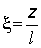 ξ = z/l